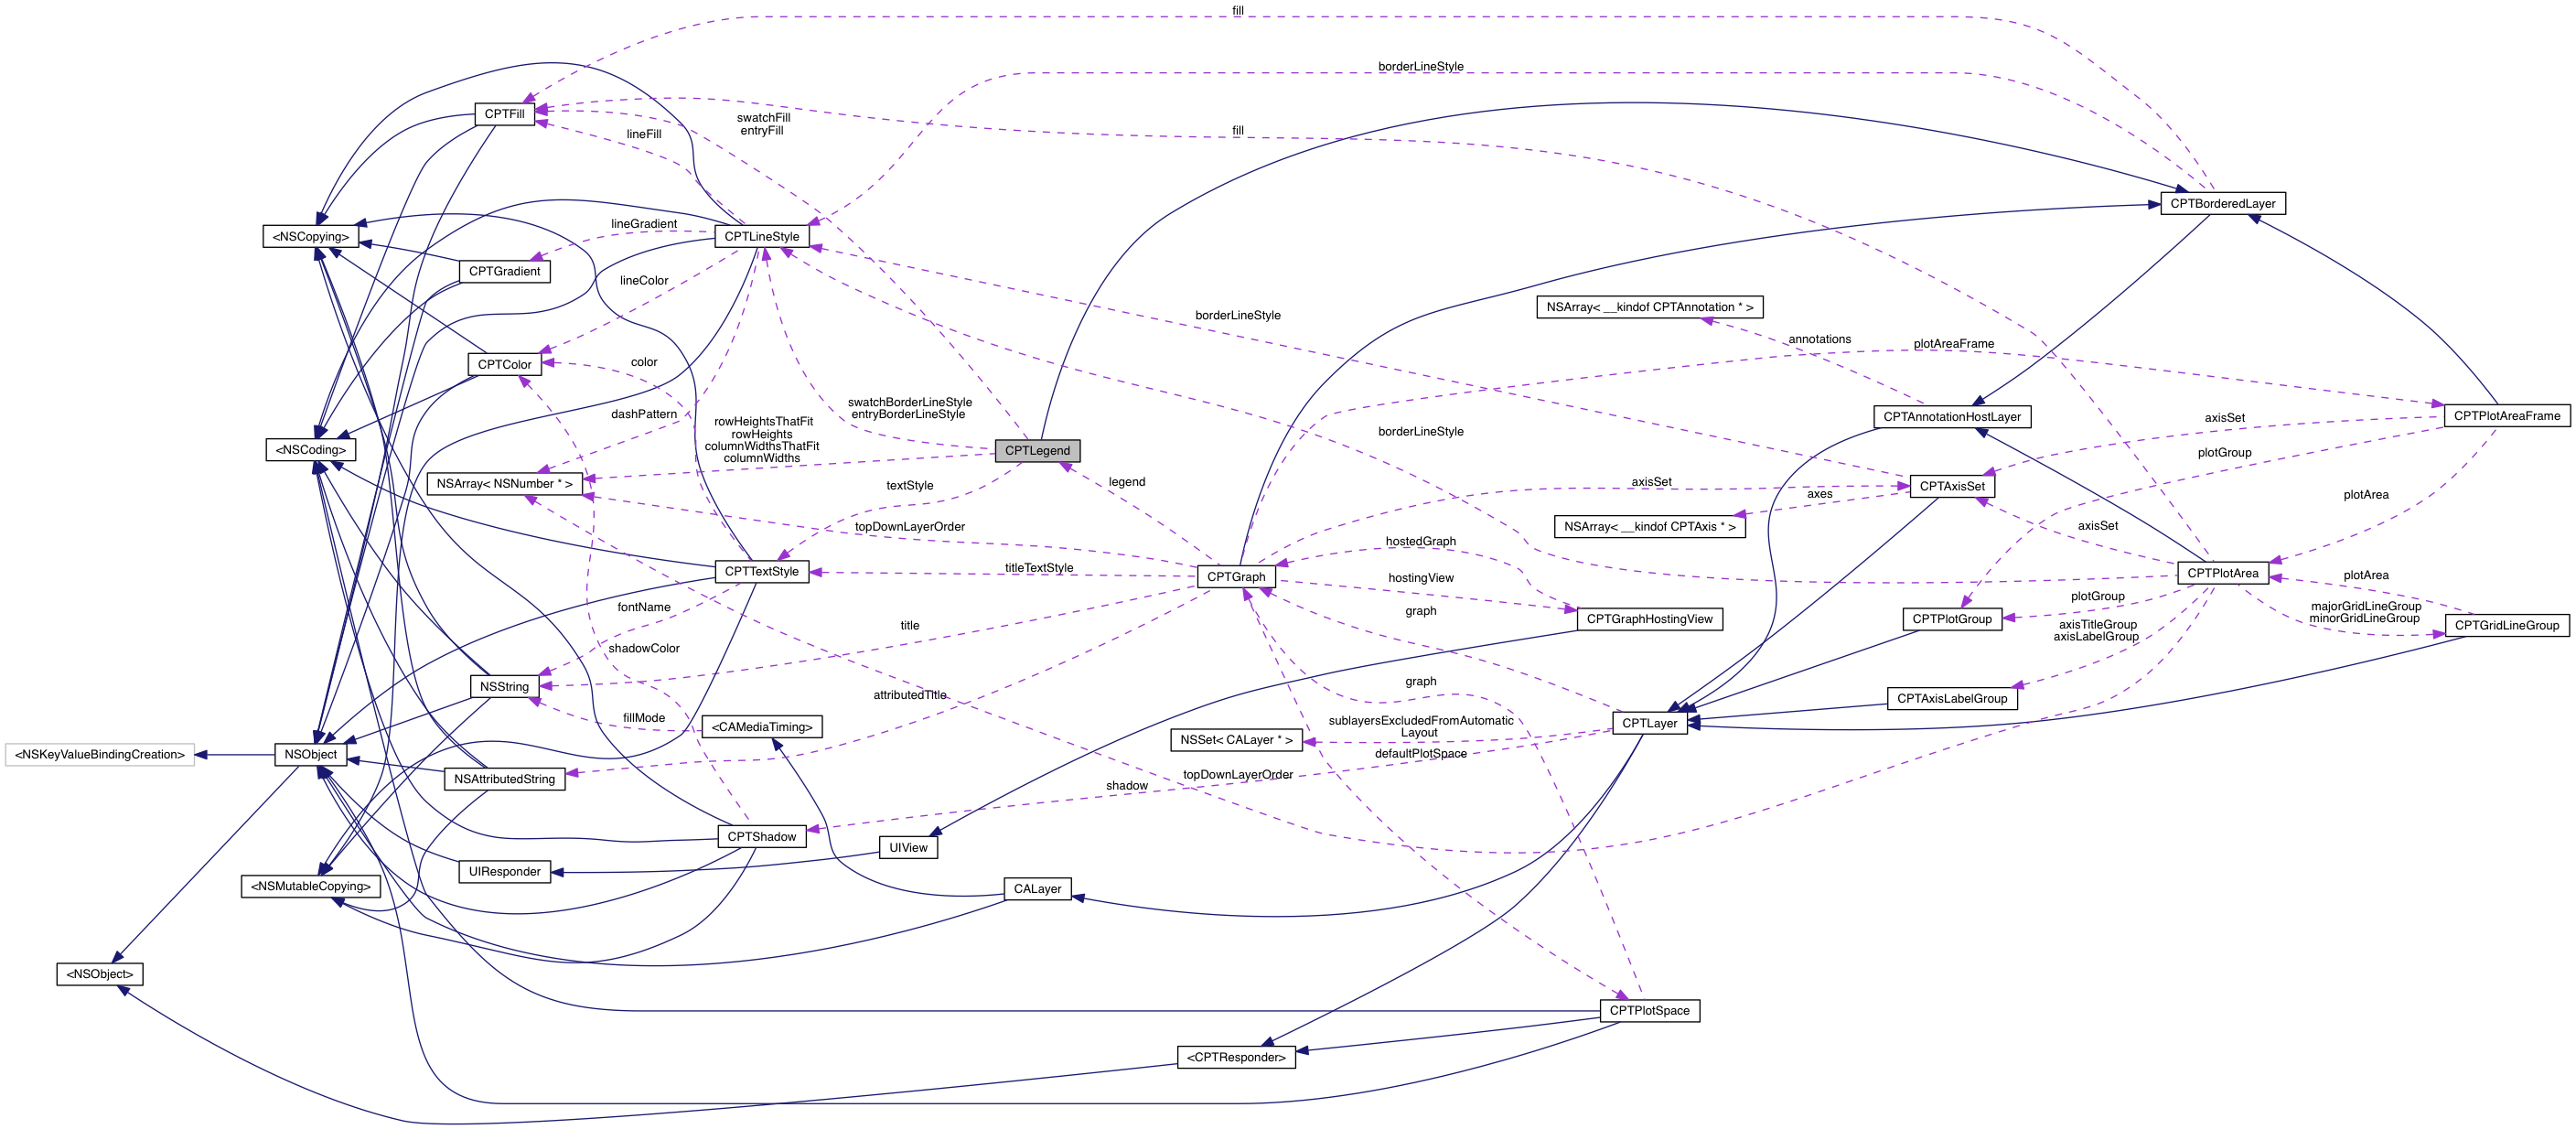 fill
borderLineStyle
CPTFill
swatchFill
entryFill
lineFill
fill
CPTBorderedLayer
lineGradient
<NSCopying>
CPTLineStyle
CPTGradient
lineColor
NSArray< __kindof CPTAnnotation * >
borderLineStyle
annotations
plotAreaFrame
CPTColor
color
swatchBorderLineStyle
entryBorderLineStyle
dashPattern
rowHeightsThatFit
rowHeights
columnWidthsThatFit
columnWidths
CPTAnnotationHostLayer
CPTPlotAreaFrame
axisSet
borderLineStyle
<NSCoding>
CPTLegend
plotGroup
NSArray< NSNumber * >
textStyle
legend
axisSet
CPTAxisSet
axes
plotArea
topDownLayerOrder
NSArray< __kindof CPTAxis * >
axisSet
hostedGraph
CPTTextStyle
titleTextStyle
CPTGraph
hostingView
CPTPlotArea
plotArea
fontName
title
graph
CPTGraphHostingView
CPTPlotGroup
plotGroup
majorGridLineGroup
minorGridLineGroup
CPTGridLineGroup
axisTitleGroup
axisLabelGroup
shadowColor
NSString
attributedTitle
graph
CPTAxisLabelGroup
fillMode
<CAMediaTiming>
sublayersExcludedFromAutomatic
Layout
CPTLayer
NSSet< CALayer * >
<NSKeyValueBindingCreation>
NSObject
defaultPlotSpace
NSAttributedString
topDownLayerOrder
shadow
CPTShadow
UIView
UIResponder
<NSMutableCopying>
CALayer
<NSObject>
CPTPlotSpace
<CPTResponder>